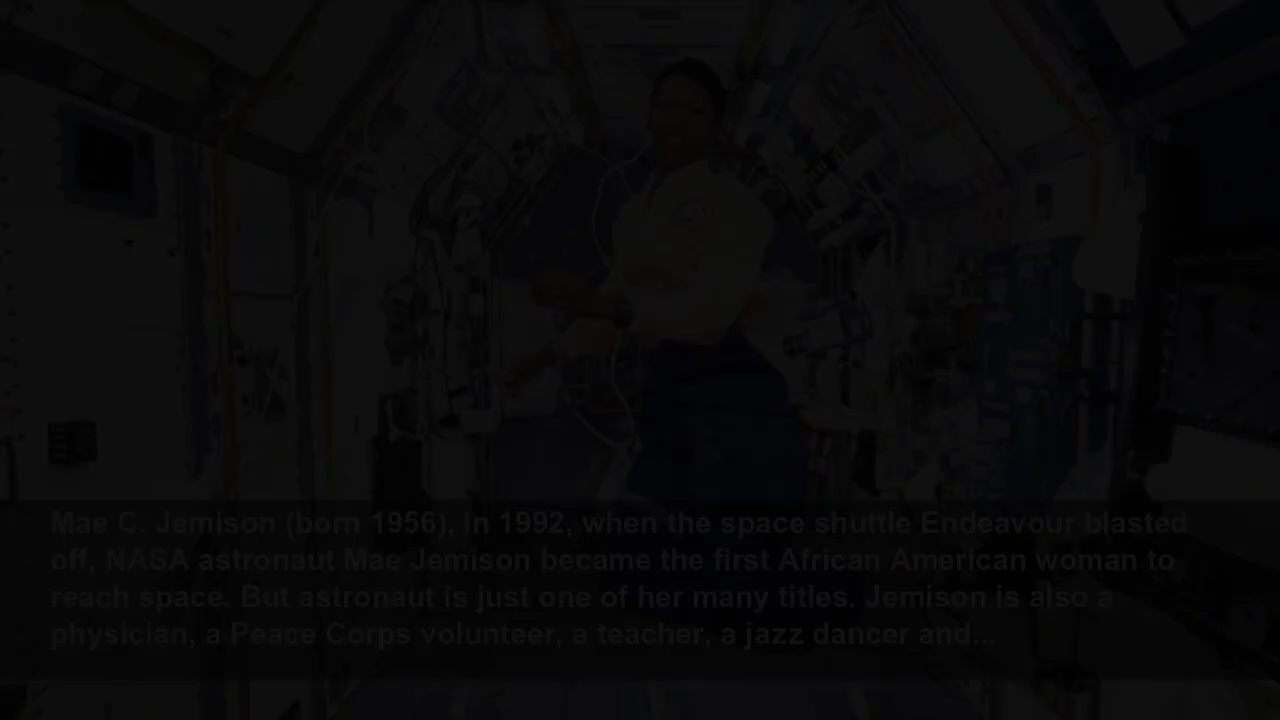 Mae C. Jemison (born 1956), In 1992, when the space shuttle Endeavour blasted
off, NASA astronaut Mae Jemison became the first African American woman to
reach space. But astronaut is just one of her many titles. Jemison is also a
physician, a Peace Corps volunteer, a teacher. a jazz dancer and...